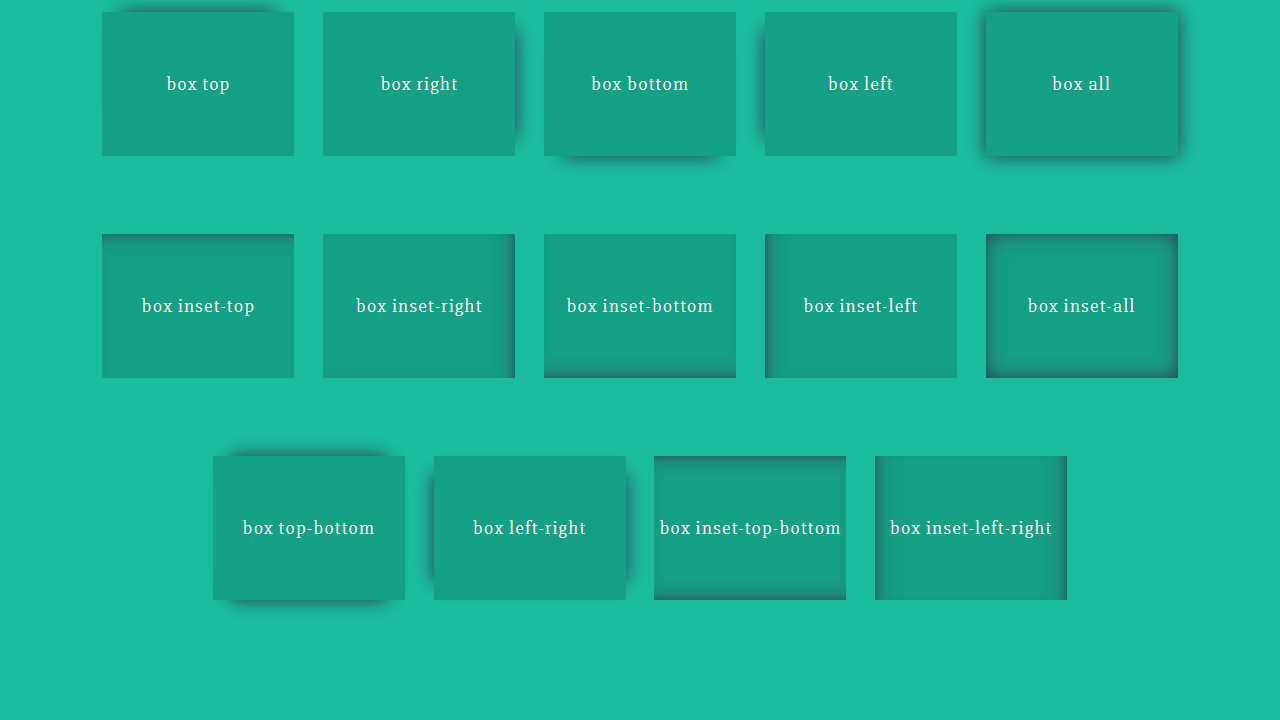 box top
box right
box bottom
box left
box all
box inset-top
box inset-right
box inset-bottom
box inset-left
box inset-all
box top-bottom
box left-right
box inset-top-bottom
box inset-left-right